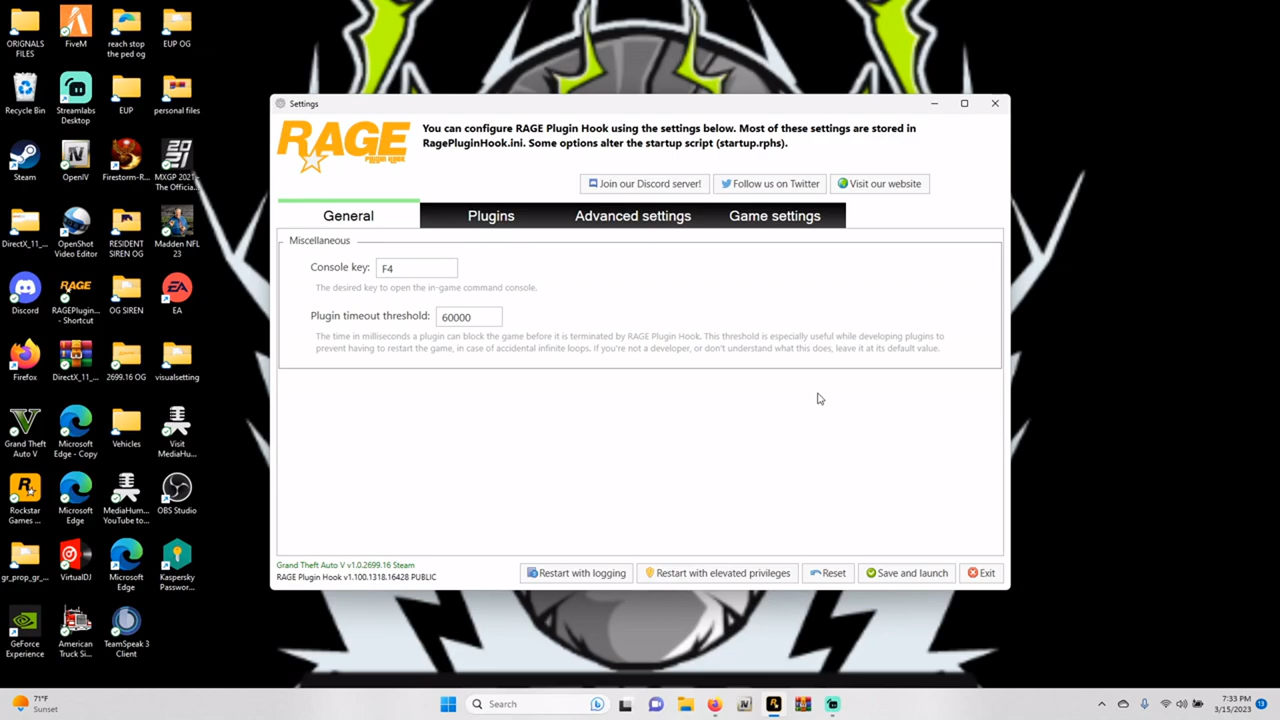 ORIGNALS
FILES
FiveM
reach stop
the ped og
EUP OG
Recycle Bin
Streamlabs
Desktop
EUP
personal files
Steam
OpenIV
Firestorm-R...
MXGP 2021 -
The Officia...
DirectX_11_...
OpenShot
Video Editor
RESIDENT
SIREN OG
Madden NFL
23
Discord
RAGEPlugin...
- Shortcut
OG SIREN
EA
Firefox
DirectX_11_...
2699.16 OG
visualsetting
Grand Theft
Auto V
Microsoft
Edge - Copy
Vehicles
Visit
MediaHu...
Rockstar
Games ...
Microsoft
Edge
MediaHum...
YouTube to...
OBS Studio
gr_prop_gr_...
VirtualDJ
Microsoft
Edge
Kaspersky
Passwor...
GeForce
Experience
American
Truck Si...
TeamSpeak 3
Client
Settings
RAGE
PLUGIN HOOK
You can configure RAGE Plugin Hook using the settings below. Most of these settings are stored in
RagePluginHook.ini. Some options alter the startup script (startup.rphs).
Join our Discord server!
Follow us on Twitter
Visit our website
General
Plugins
Advanced settings
Game settings
Miscellaneous
Console key: F4
The desired key to open the in-game command console.
Plugin timeout threshold: 60000
The time in milliseconds a plugin can block the game before it is terminated by RAGE Plugin Hook. This threshold is especially useful while developing plugins to
prevent having to restart the game, in case of accidental infinite loops. If you're not a developer, or don't understand what this does, leave it at its default value.
Grand Theft Auto V v1.0.2699.16 Steam
RAGE Plugin Hook v1.100.1318.16428 PUBLIC
Restart with logging
Restart with elevated privileges
Reset
Save and launch
Exit
71°F
Sunset
Search
7:33 PM
3/15/2023
13